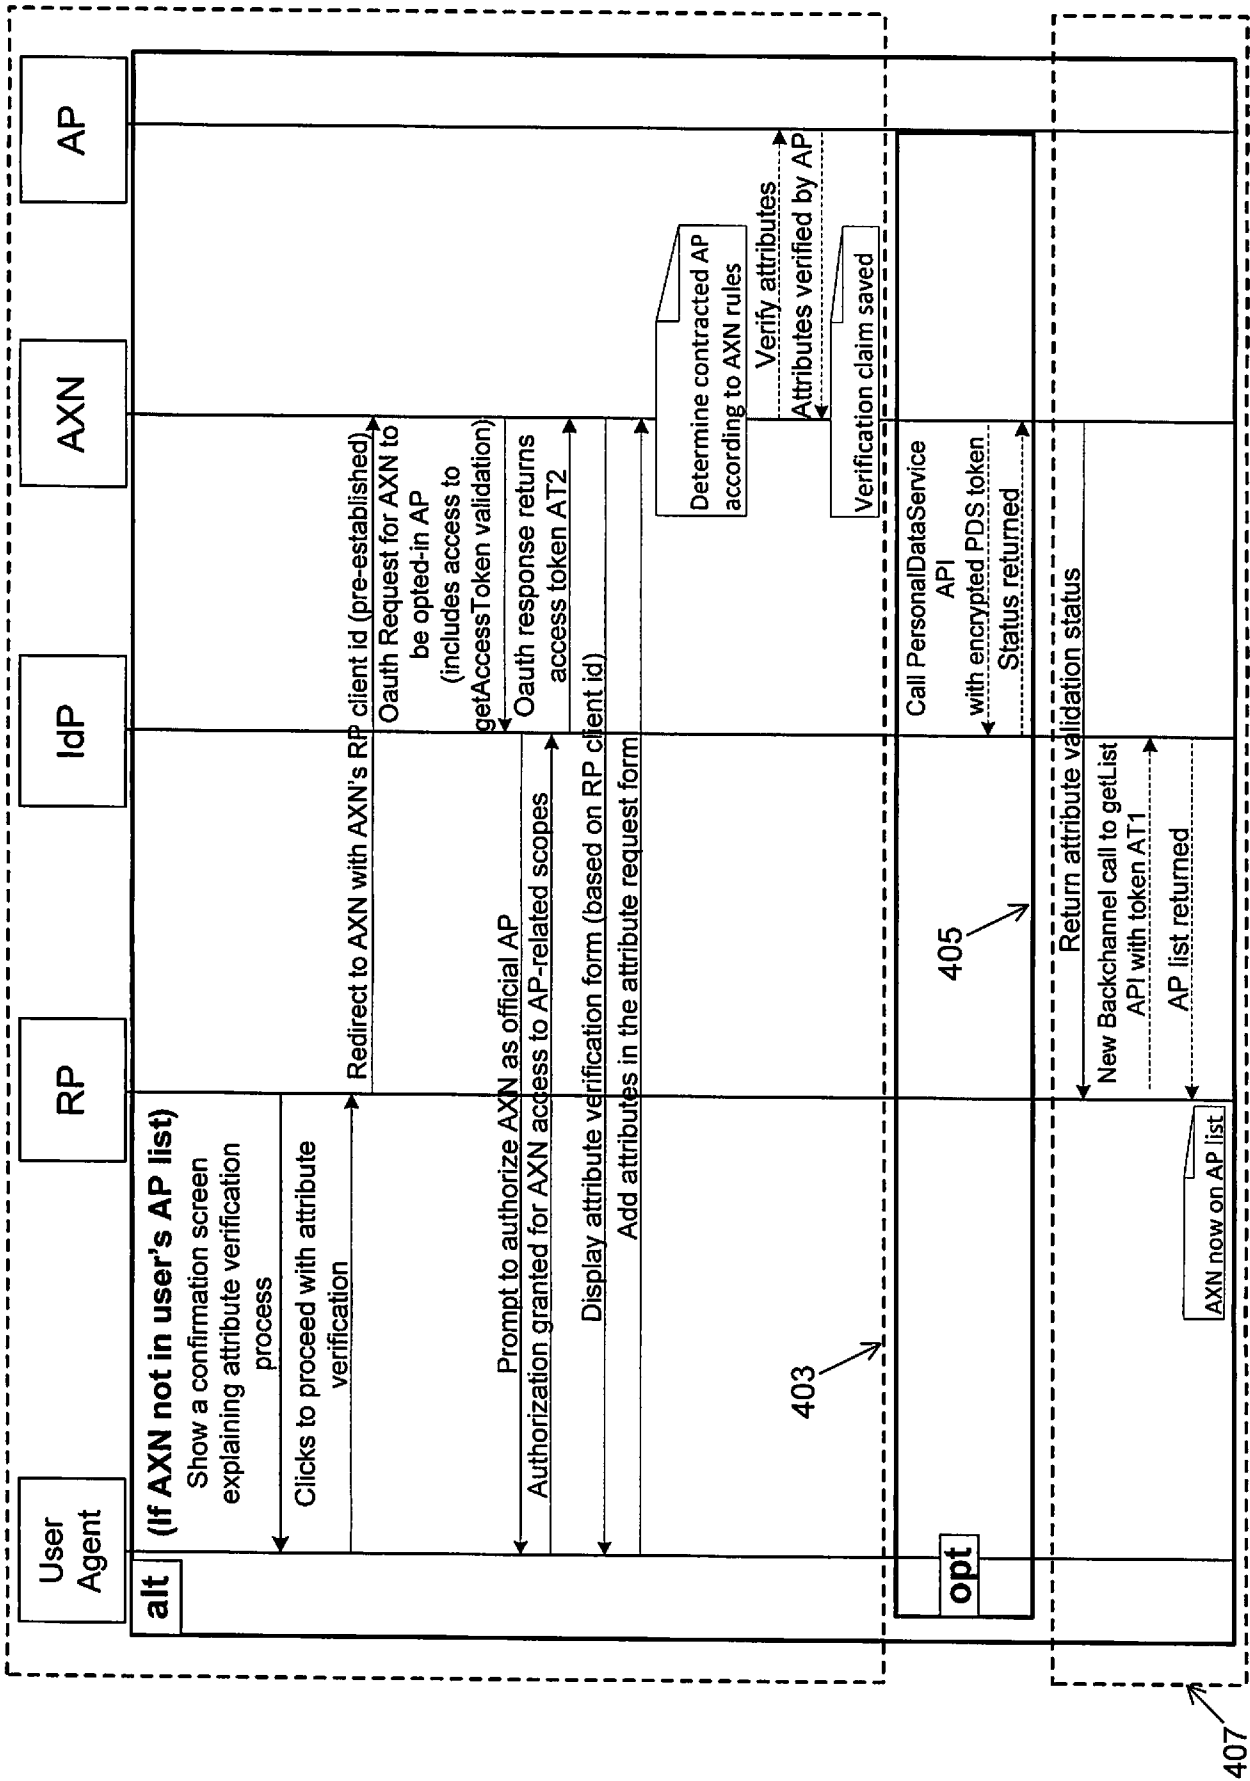 User
Agent
RP
IdP
AXN
AP
alt
(If AXN not in user's AP list)
Show a confirmation screen
explaining attribute verification
process
Clicks to proceed with attribute
verification
Redirect to AXN with AXN's RP client id (pre-established)
Oauth Request for AXN to
be opted-in AP
(includes access to
getAccessToken validation)
Prompt to authorize AXN as official AP
Authorization granted for AXN access to AP-related scopes
Oauth response returns
access token AT2
Display attribute verification form (based on RP client id)
Add attributes in the attribute request form
Determine contracted AP
according to AXN rules
Verify attributes
Attributes verified by AP
Verification claim saved
403
opt
Call PersonalDataService
API
with encrypted PDS token
Status returned
405
Return attribute validation status
New Backchannel call to getList
API with token AT1
AP list returned
AXN now on AP list
407